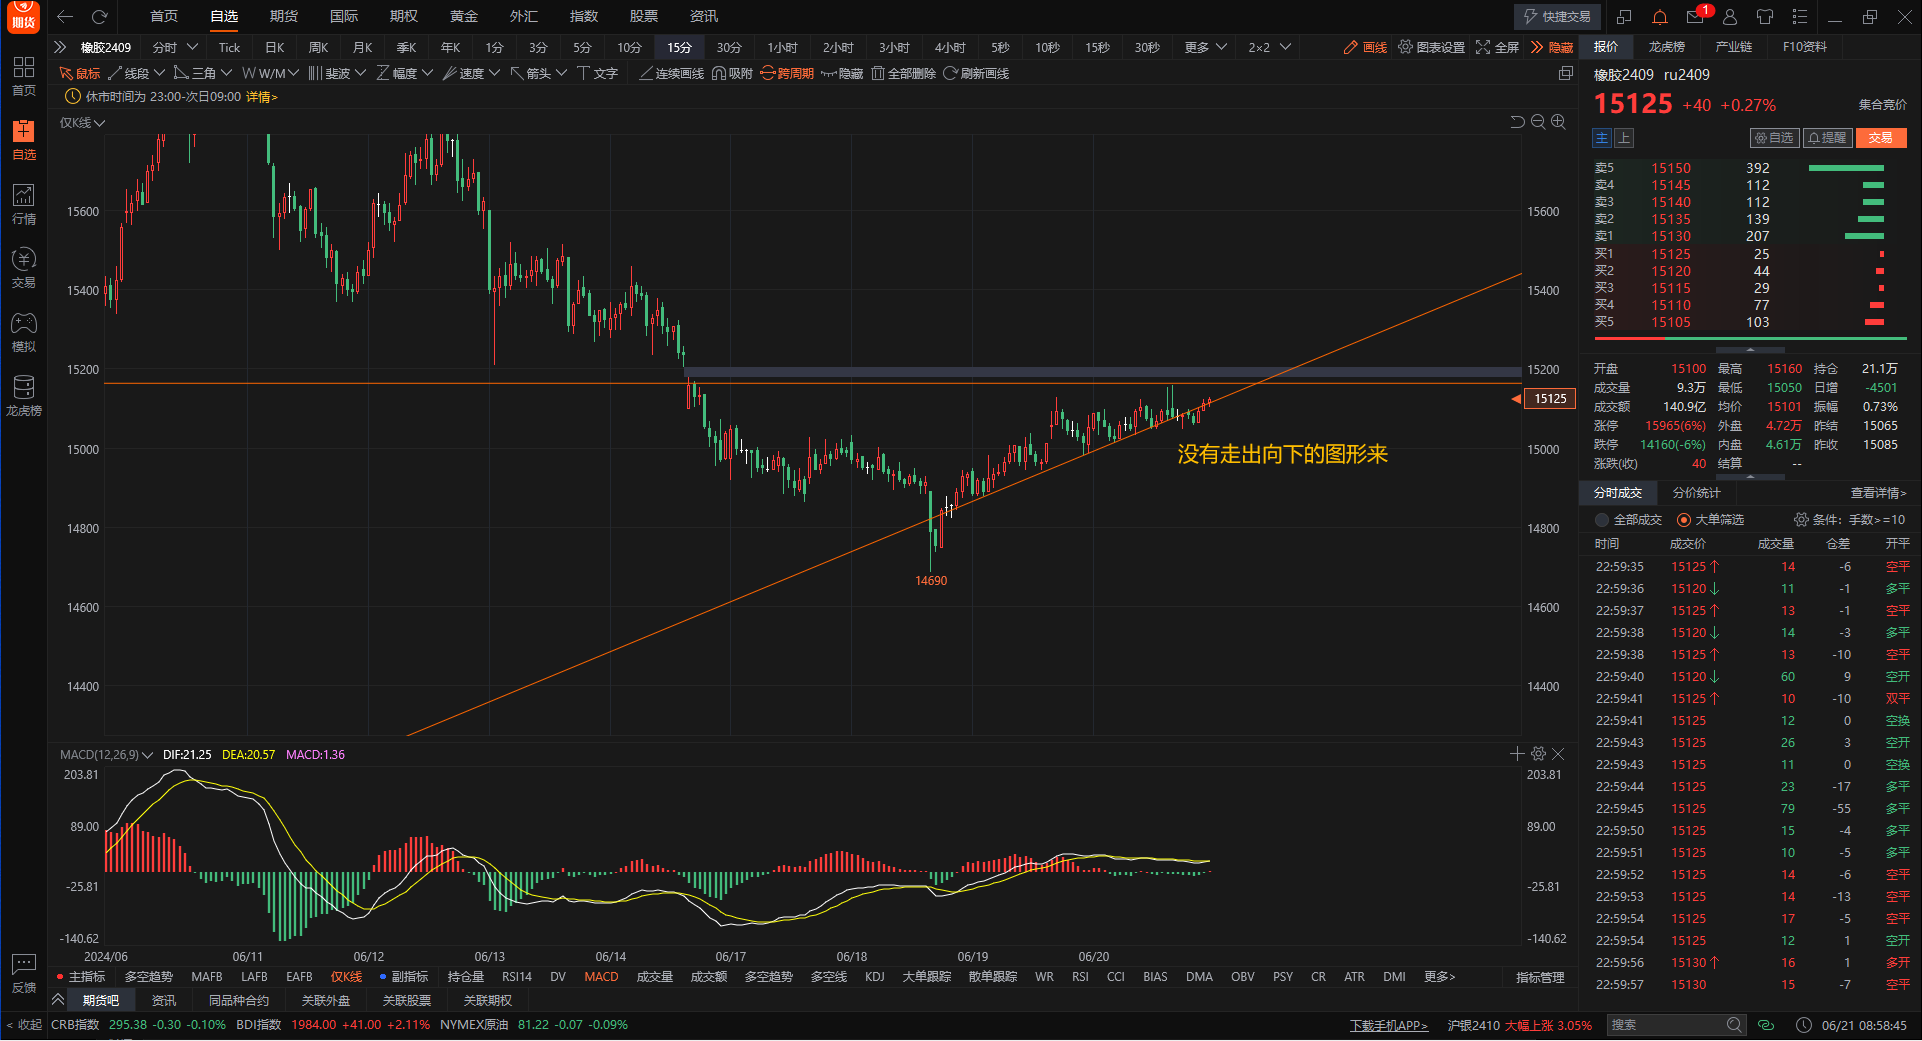 期货
首页 自选 期货 国际 期权 黄金 外汇 指数 股票 资讯
快捷交易 1
橡胶2409 分时 Tick 日K 周K 月K 季K 年K 1分 3分 5分 10分 15分 30分 1小时 2小时 3小时 4小时 5秒 10秒 15秒 30秒 更多 2×2 画线 图表设置 全屏 隐藏
鼠标 线段 三角 W/M 斐波 幅度 速度 箭头 文字 连续画线 吸附 跨周期 隐藏 全部删除 刷新画线
休市时间为 23:00-次日09:00 详情>
仅K线
首页
自选
行情
交易
模拟
龙虎榜
反馈
< 收起
15600 15600
15400 15400
15200 15200
15125
15000 15000
没有走出向下的图形来
14800 14800
14690
14600 14600
14400 14400
MACD(12,26,9) DIF:21.25 DEA:20.57 MACD:1.36
203.81 203.81
89.00 89.00
-25.81 -25.81
-140.62 -140.62
2024/06 06/11 06/12 06/13 06/14 06/17 06/18 06/19 06/20
主指标 多空趋势 MAFB LAFB EAFB 仅K线 副指标 持仓量 RSI14 DV MACD 成交量 成交额 多空趋势 多空线 KDJ 大单跟踪 散单跟踪 WR RSI CCI BIAS DMA OBV PSY CR ATR DMI 更多> 指标管理
期货吧 资讯 同品种合约 关联外盘 关联股票 关联期权
CRB指数 295.38 -0.30 -0.10% BDI指数 1984.00 +41.00 +2.11% NYMEX原油 81.22 -0.07 -0.09%
下载手机APP> 沪银2410 大幅上涨 3.05% 搜索 06/21 08:58:45
报价 龙虎榜 产业链 F10资料
橡胶2409 ru2409
15125 +40 +0.27% 集合竞价
主 上 自选 提醒 交易
卖5 15150 392
卖4 15145 112
卖3 15140 112
卖2 15135 139
卖1 15130 207
买1 15125 25
买2 15120 44
买3 15115 29
买4 15110 77
买5 15105 103
开盘 15100 最高 15160 持仓 21.1万
成交量 9.3万 最低 15050 日增 -4501
成交额 140.9亿 均价 15101 振幅 0.73%
涨停 15965(6%) 外盘 4.72万 昨结 15065
跌停 14160(-6%) 内盘 4.61万 昨收 15085
涨跌(收) 40 结算 --
分时成交 分价统计 查看详情>
全部成交 大单筛选 条件：手数>=10
时间 成交价 成交量 仓差 开平
22:59:35 15125↑ 14 -6 空平
22:59:36 15120↓ 11 -1 多平
22:59:37 15125↑ 13 -1 空平
22:59:38 15120↓ 14 -3 多平
22:59:38 15125↑ 13 -10 空平
22:59:40 15120↓ 60 9 空开
22:59:41 15125↑ 10 -10 双平
22:59:41 15125 12 0 空换
22:59:43 15125 26 3 空开
22:59:43 15125 11 0 空换
22:59:44 15125 23 -17 多平
22:59:45 15125 79 -55 多平
22:59:50 15125 15 -4 多平
22:59:51 15125 10 -5 多平
22:59:52 15125 14 -6 空平
22:59:53 15125 14 -13 空平
22:59:54 15125 17 -5 空平
22:59:54 15125 12 1 空开
22:59:56 15130↑ 16 1 多开
22:59:57 15130 15 -7 空平